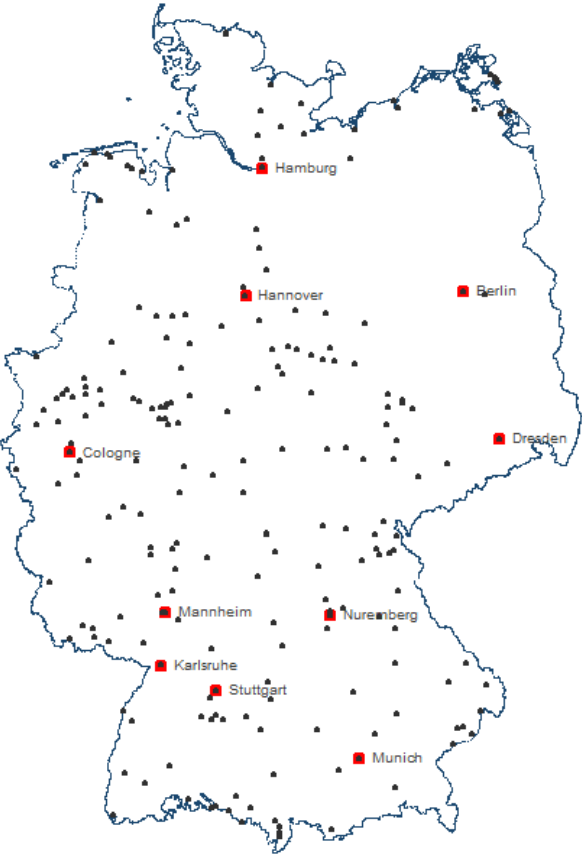 Hamburg
Hannover
Berlin
Dresden
Cologne
Mannheim
Nuremberg
Karlsruhe
Stuttgart
Munich